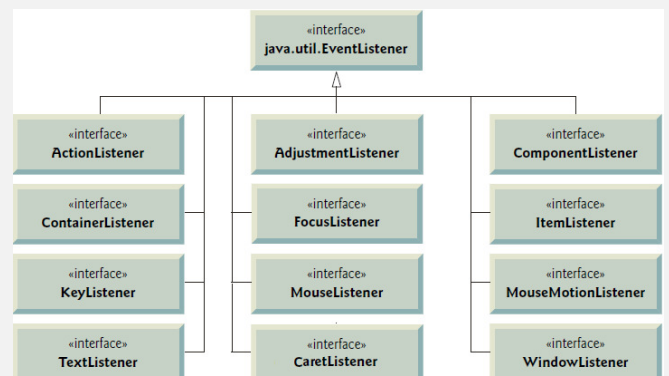 «interface»
java.util.EventListener
«interface»
ActionListener
«interface»
AdjustmentListener
«interface»
ComponentListener
«interface»
ContainerListener
«interface»
FocusListener
«interface»
ItemListener
«interface»
KeyListener
«interface»
MouseListener
«interface»
MouseMotionListener
«interface»
TextListener
«interface»
CaretListener
«interface»
WindowListener